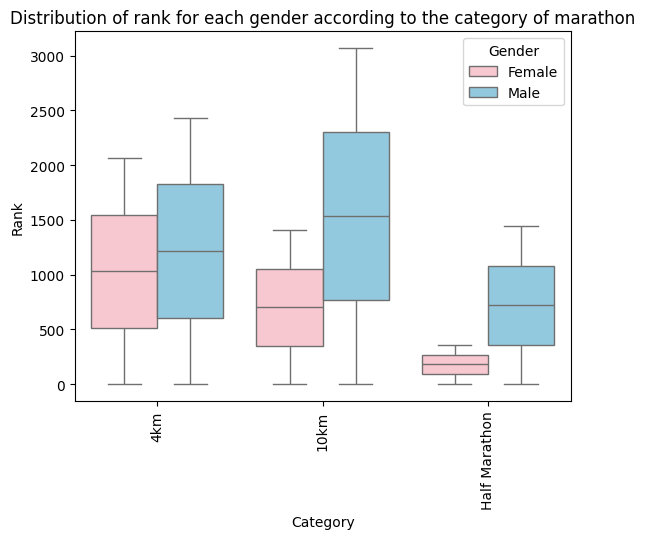 Distribution of rank for each gender according to the category of marathon
Gender
Female
Male
3000
2500
2000
1500
1000
500
0
Rank
4km
10km
Half Marathon
Category